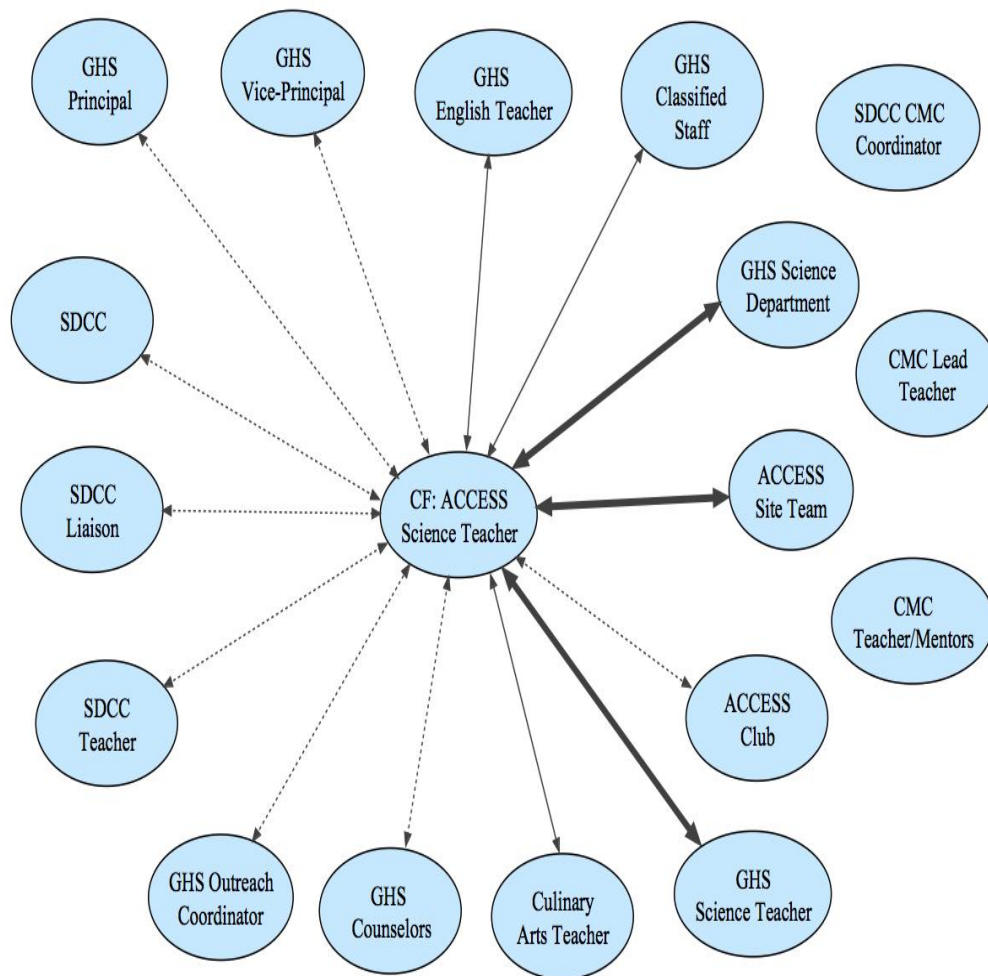 GHS
Principal
GHS
Vice-Principal
GHS
English Teacher
GHS
Classified
Staff
SDCC CMC
Coordinator
SDCC
GHS Science
Department
CMC Lead
Teacher
SDCC
Liaison
CF: ACCESS
Science Teacher
ACCESS
Site Team
CMC
Teacher/Mentors
SDCC
Teacher
ACCESS
Club
GHS Outreach
Coordinator
GHS
Counselors
Culinary
Arts Teacher
GHS
Science Teacher